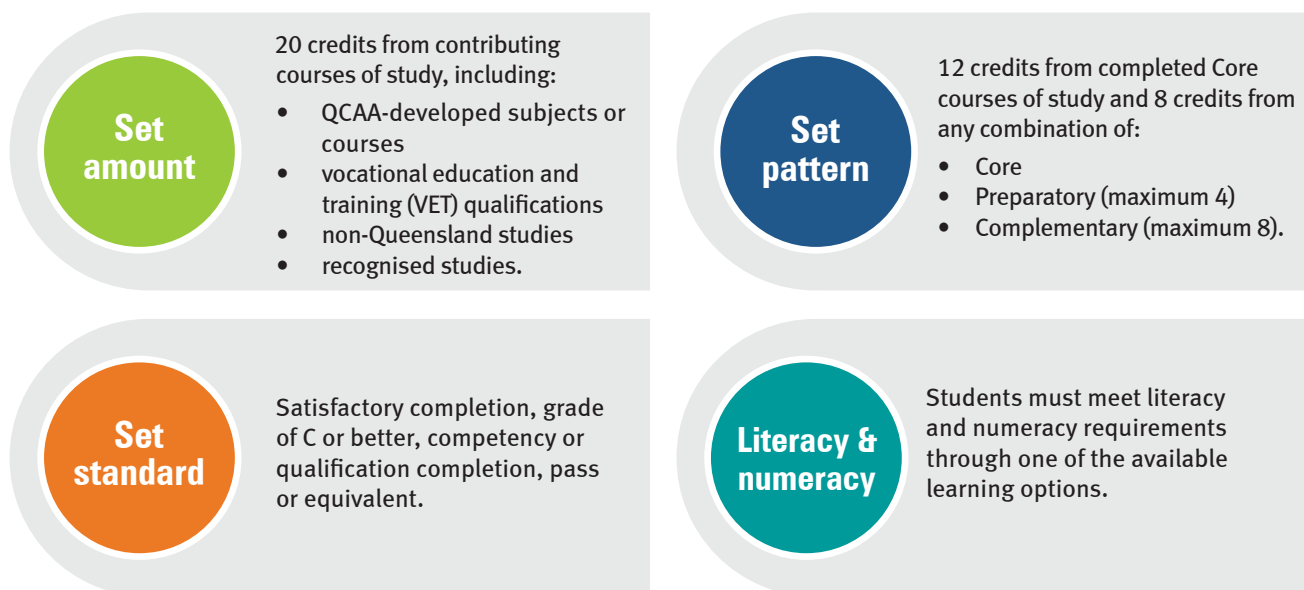 Set
amount
20 credits from contributing
courses of study, including:
• QCAA-developed subjects or
courses
• vocational education and
training (VET) qualifications
• non-Queensland studies
• recognised studies.
Set
pattern
12 credits from completed Core
courses of study and 8 credits from
any combination of:
• Core
• Preparatory (maximum 4)
• Complementary (maximum 8).
Set
standard
Satisfactory completion, grade
of C or better, competency or
qualification completion, pass
or equivalent.
Literacy &
numeracy
Students must meet literacy
and numeracy requirements
through one of the available
learning options.